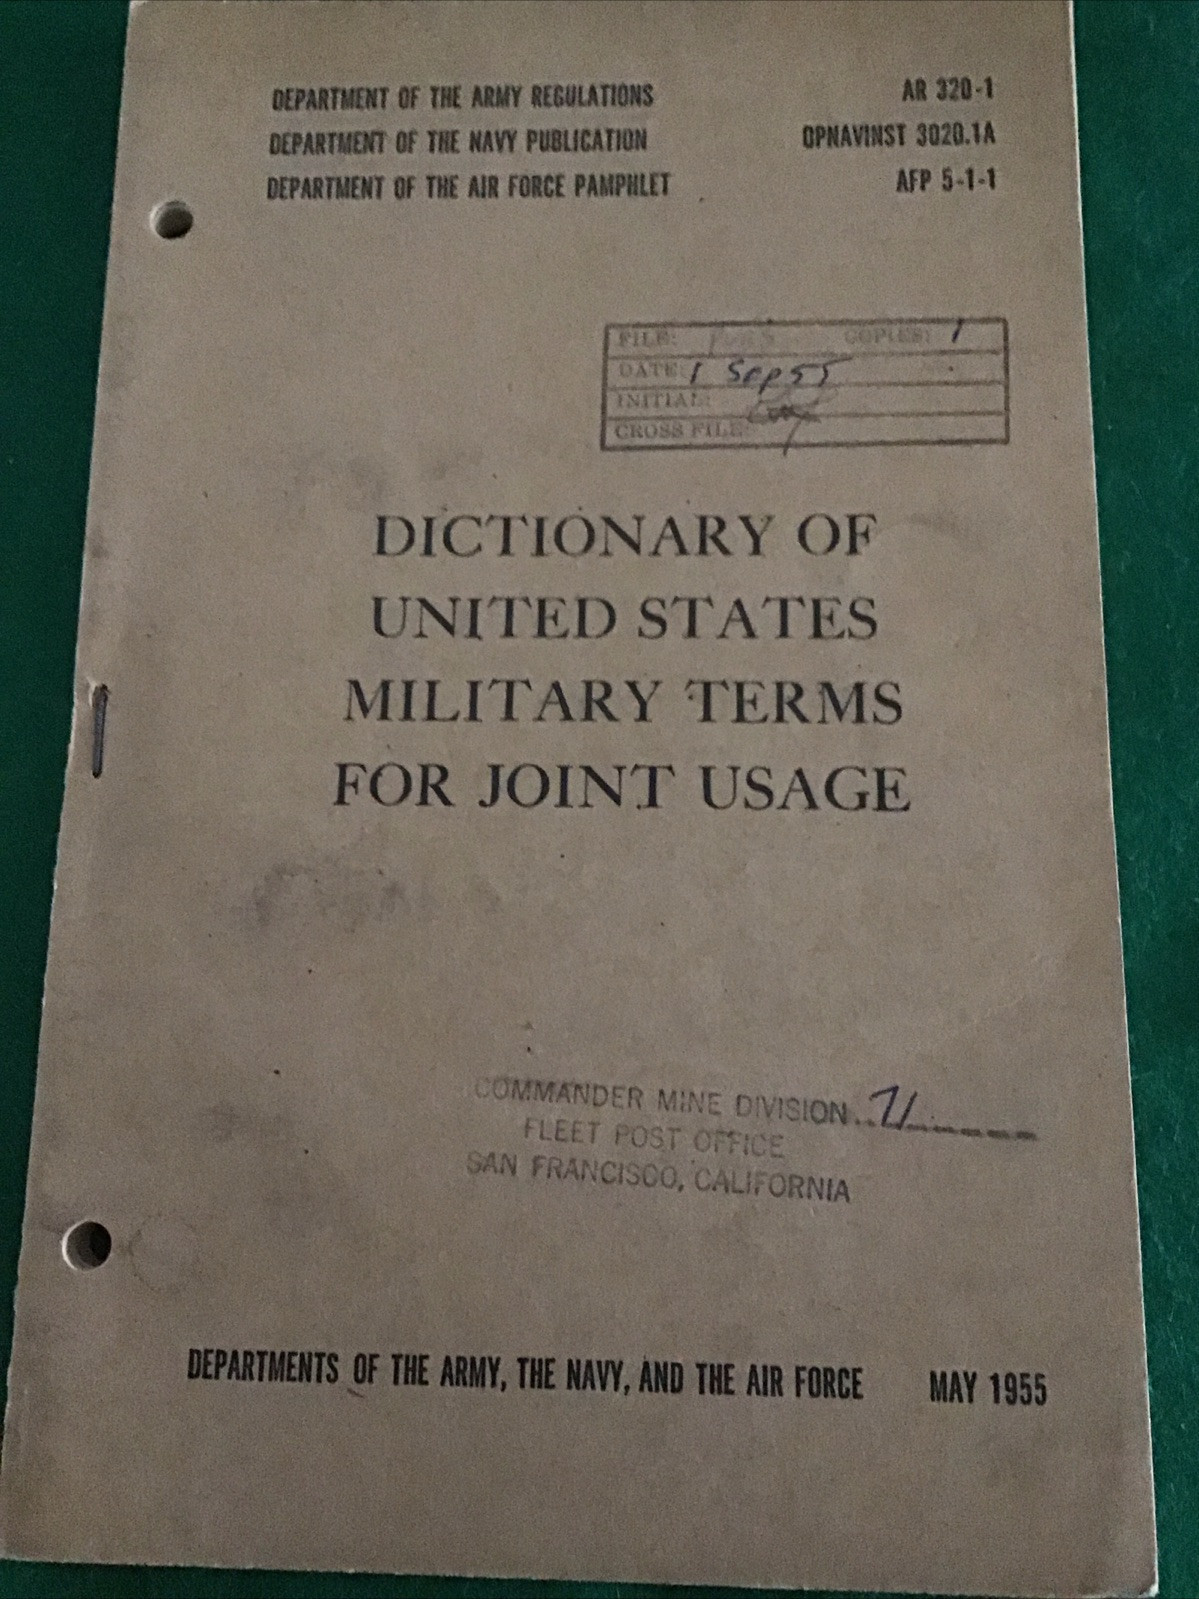 DEPARTMENT OF THE ARMY REGULATIONS AR 320-1
DEPARTMENT OF THE NAVY PUBLICATION OPNAVINST 3020.1A
DEPARTMENT OF THE AIR FORCE PAMPHLET AFP 5-1-1
FILE: COPIES: 1
DATE: 1 Sep 55
INITIAL:
CROSS FILE:
DICTIONARY OF
UNITED STATES
MILITARY TERMS
FOR JOINT USAGE
COMMANDER MINE DIVISION 71
FLEET POST OFFICE
SAN FRANCISCO, CALIFORNIA
DEPARTMENTS OF THE ARMY, THE NAVY, AND THE AIR FORCE MAY 1955